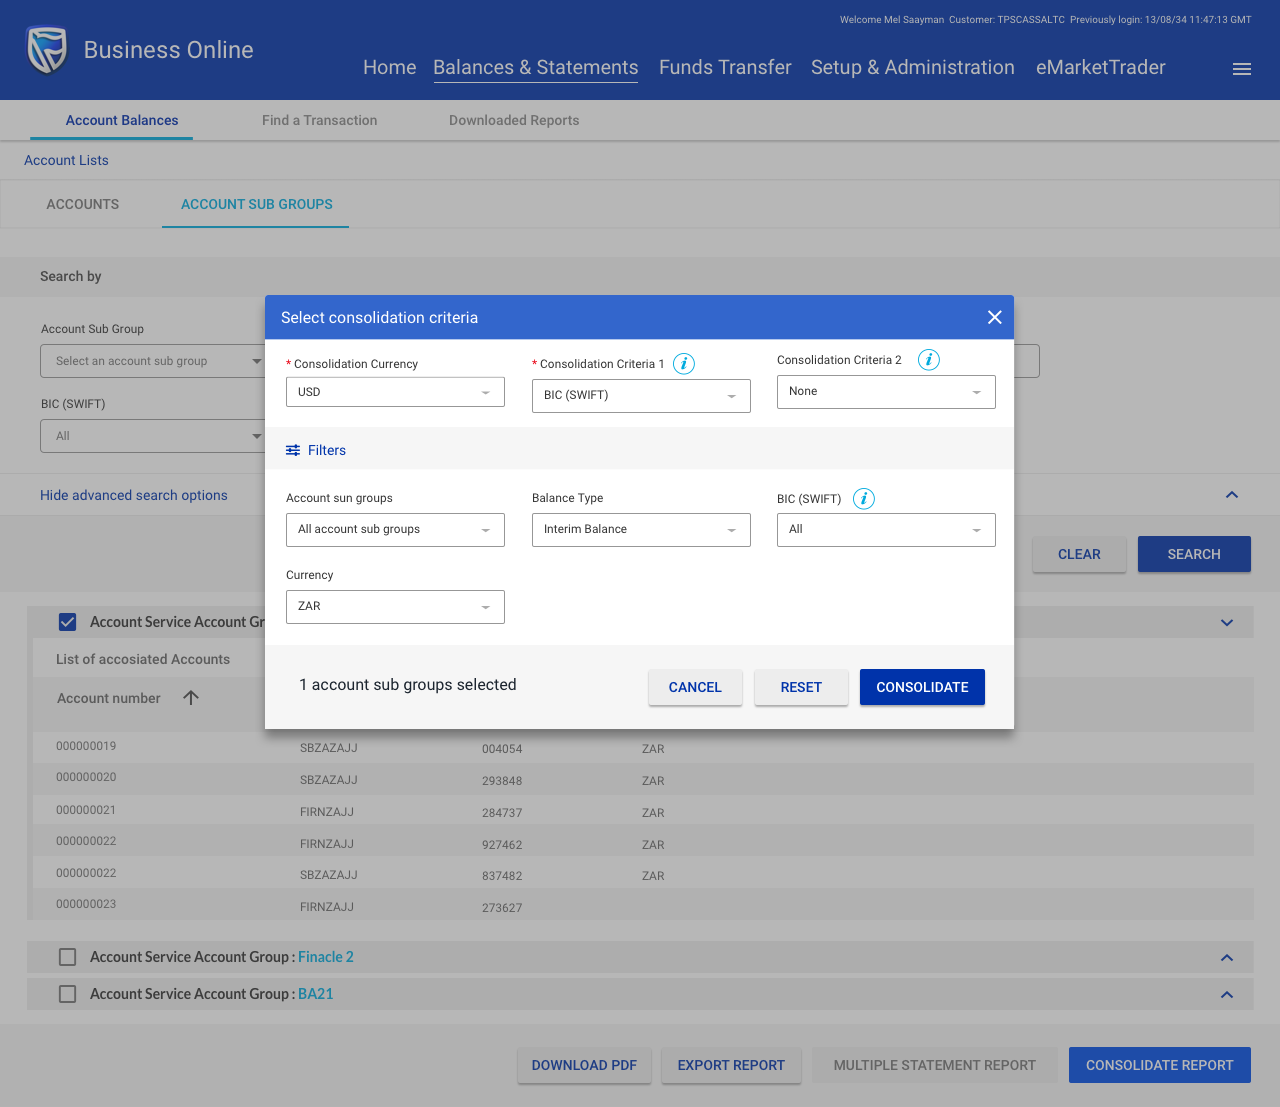 Welcome Mel Saayman  Customer: TPSCASSALTC  Previously login: 13/08/34 11:47:13 GMT
Business Online
Home  Balances & Statements  Funds Transfer  Setup & Administration  eMarketTrader
Account Balances  Find a Transaction  Downloaded Reports
Account Lists
ACCOUNTS  ACCOUNT SUB GROUPS
Search by
Account Sub Group
Select an account sub group
BIC (SWIFT)
All
Hide advanced search options
CLEAR  SEARCH
Select consolidation criteria
* Consolidation Currency  * Consolidation Criteria 1 i  Consolidation Criteria 2 i
USD  BIC (SWIFT)  None
Filters
Account sun groups  Balance Type  BIC (SWIFT) i
All account sub groups  Interim Balance  All
Currency
ZAR
1 account sub groups selected  CANCEL  RESET  CONSOLIDATE
Account Service Account Gr
List of accosiated Accounts
Account number
000000019  SBZAZAJJ  004054  ZAR
000000020  SBZAZAJJ  293848  ZAR
000000021  FIRNZAJJ  284737  ZAR
000000022  FIRNZAJJ  927462  ZAR
000000022  SBZAZAJJ  837482  ZAR
000000023  FIRNZAJJ  273627
Account Service Account Group : Finacle 2
Account Service Account Group : BA21
DOWNLOAD PDF  EXPORT REPORT  MULTIPLE STATEMENT REPORT  CONSOLIDATE REPORT